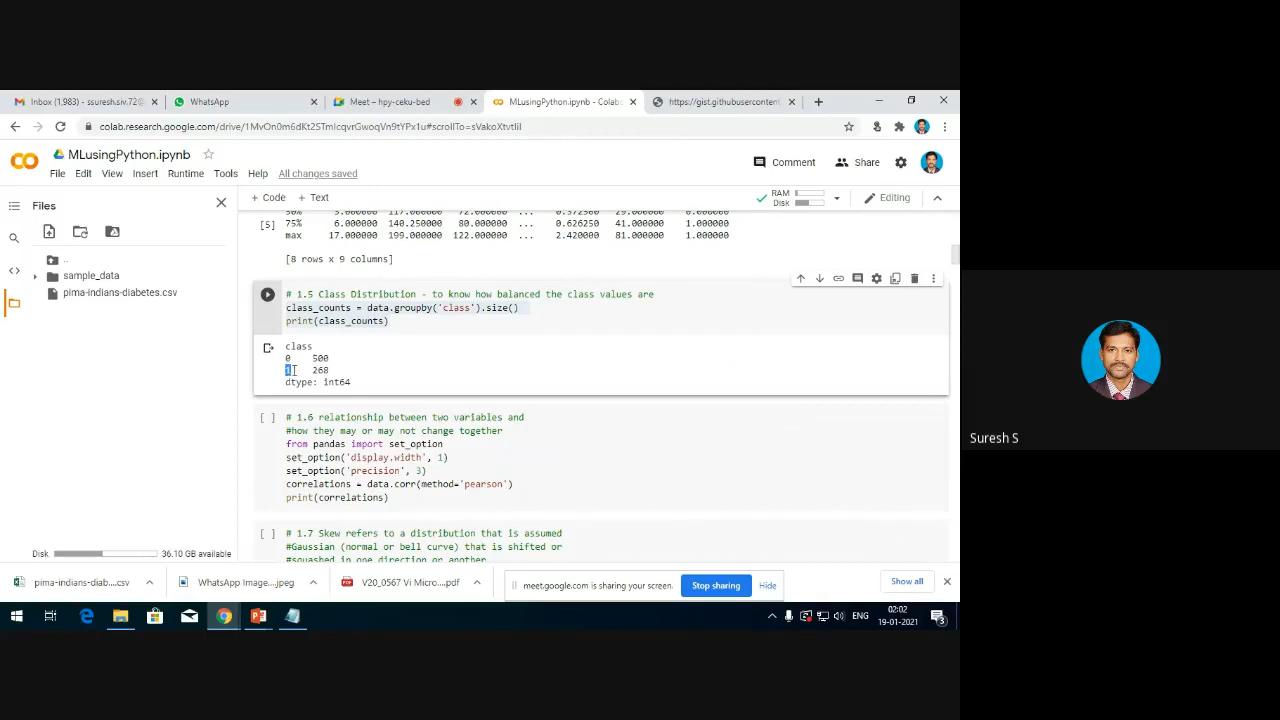 Inbox (1,983) - ssuresh.siv.72@
WhatsApp
Meet – hpy-ceku-bed
MLusingPython.ipynb - Colab
https://gist.githubusercontent
colab.research.google.com/drive/1MvOn0m6dKt2STmIcqvrGwoqVn9tYPx1u#scrollTo=sVakoXtvtIiI
MLusingPython.ipynb
Comment
Share
File Edit View Insert Runtime Tools Help All changes saved
Files
+ Code + Text
RAM
Disk
Editing
..
sample_data
pima-indians-diabetes.csv
[5]
75% 6.000000 140.250000 80.000000 ... 0.626250 41.000000 1.000000
max 17.000000 199.000000 122.000000 ... 2.420000 81.000000 1.000000
[8 rows x 9 columns]
# 1.5 Class Distribution - to know how balanced the class values are
class_counts = data.groupby('class').size()
print(class_counts)
class
0 500
1 268
dtype: int64
[ ]
# 1.6 relationship between two variables and
#how they may or may not change together
from pandas import set_option
set_option('display.width', 1)
set_option('precision', 3)
correlations = data.corr(method='pearson')
print(correlations)
[ ]
# 1.7 Skew refers to a distribution that is assumed
#Gaussian (normal or bell curve) that is shifted or
#squashed in one direction or another
Disk 36.10 GB available
pima-indians-diab....csv
WhatsApp Image....jpeg
V20_0567 Vi Micro....pdf
meet.google.com is sharing your screen.
Stop sharing
Hide
Show all
ENG
02:02
19-01-2021
3
Suresh S